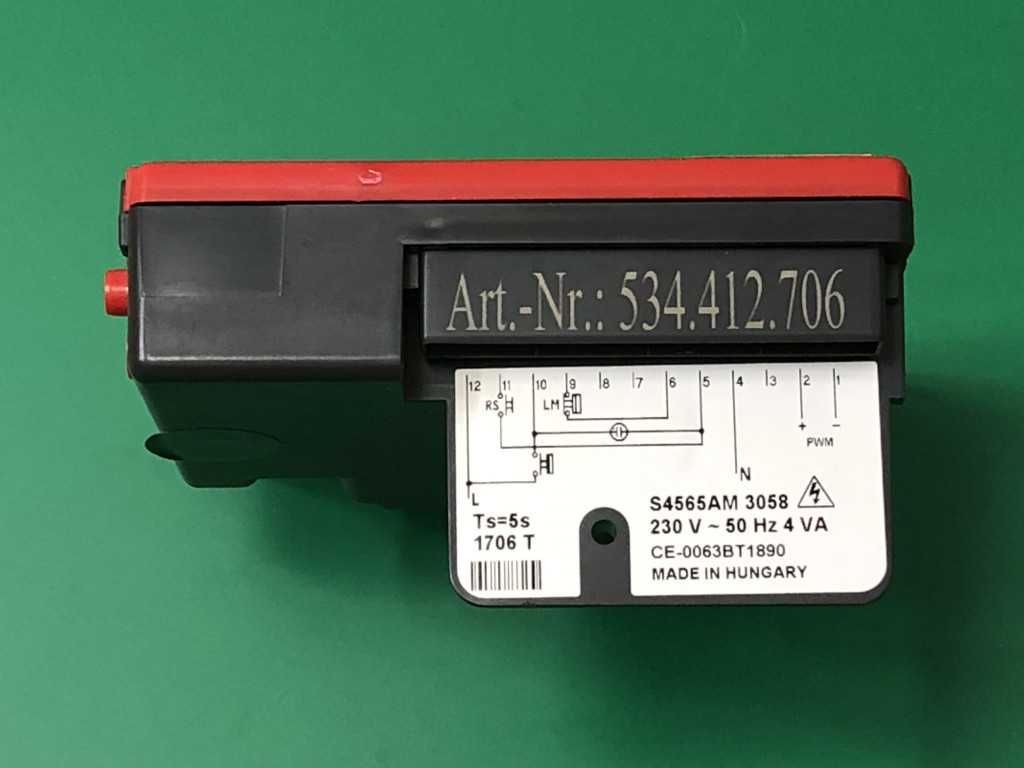 Art.-Nr.: 534.412.706
12 11 10 9 8 7 6 5 4 3 2 1
RS LM
+ –
PWM
N
L
Ts=5s
1706 T
S4565AM 3058
230 V ~ 50 Hz 4 VA
CE-0063BT1890
MADE IN HUNGARY